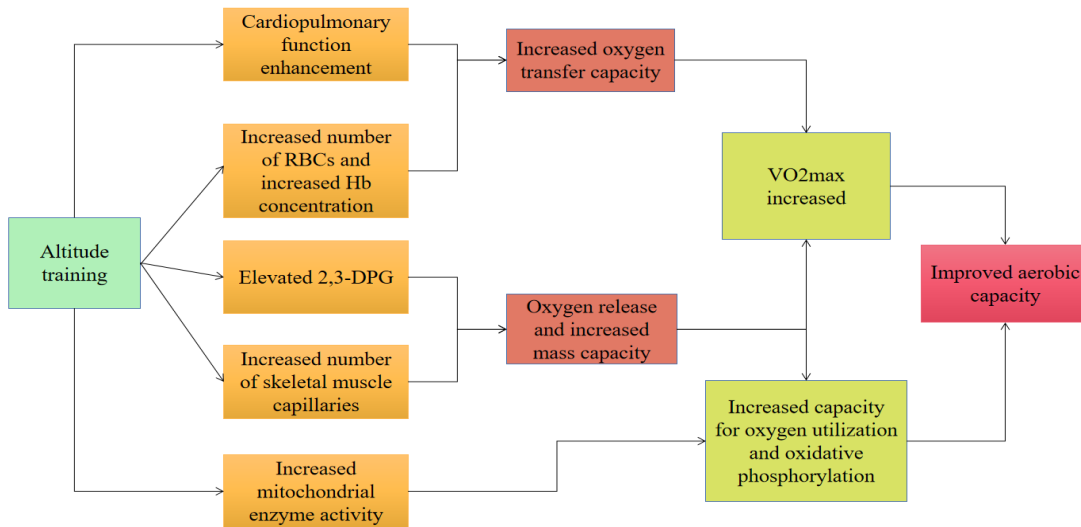 Cardiopulmonary
function
enhancement
Increased oxygen
transfer capacity
Increased number
of RBCs and
increased Hb
concentration
VO2max
increased
Altitude
training
Elevated 2,3-DPG
Improved aerobic
capacity
Oxygen release
and increased
mass capacity
Increased number
of skeletal muscle
capillaries
Increased capacity
for oxygen utilization
and oxidative
phosphorylation
Increased
mitochondrial
enzyme activity